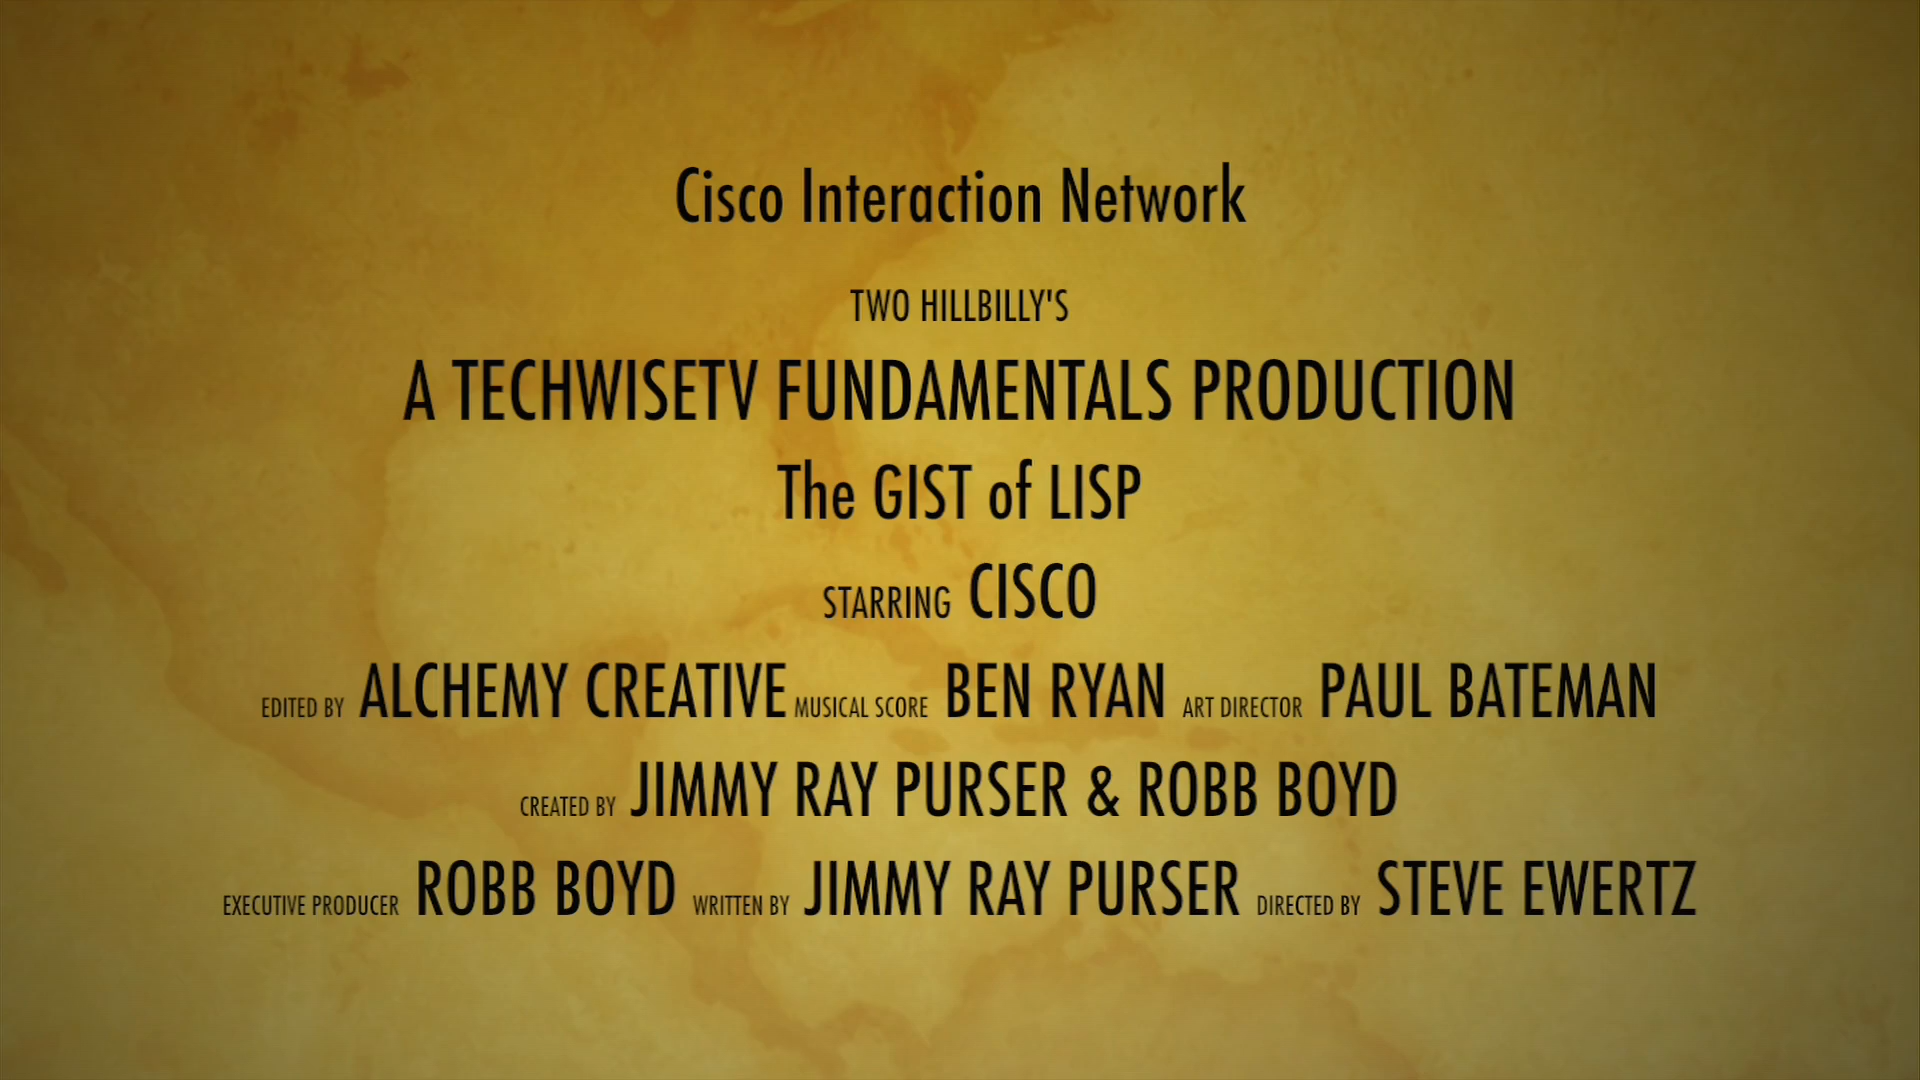 Cisco Interaction Network
TWO HILLBILLY'S
A TECHWISETV FUNDAMENTALS PRODUCTION
The GIST of LISP
STARRING CISCO
EDITED BY ALCHEMY CREATIVE MUSICAL SCORE BEN RYAN ART DIRECTOR PAUL BATEMAN
CREATED BY JIMMY RAY PURSER & ROBB BOYD
EXECUTIVE PRODUCER ROBB BOYD WRITTEN BY JIMMY RAY PURSER DIRECTED BY STEVE EWERTZ